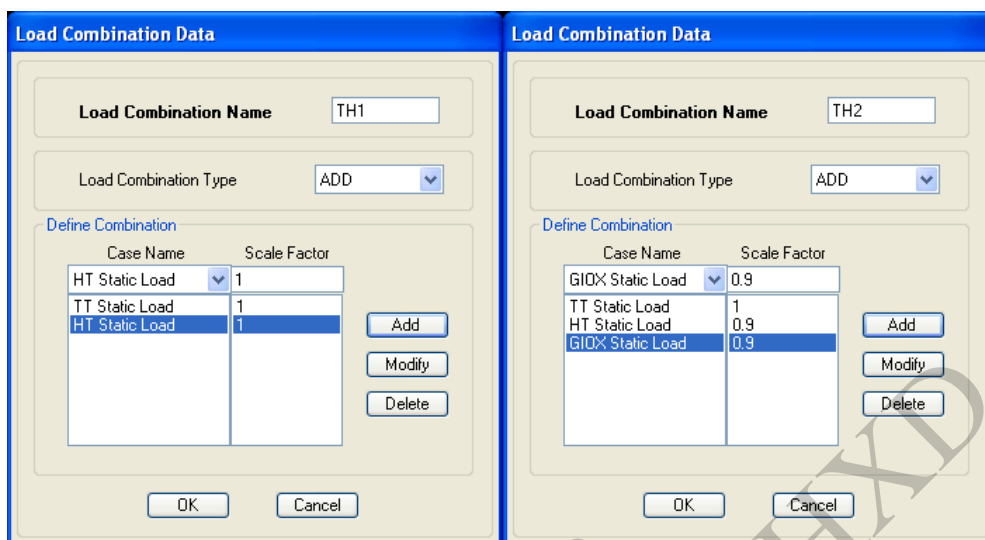 Load Combination Data
Load Combination Name TH1
Load Combination Type ADD
Define Combination
Case Name Scale Factor
HT Static Load 1
TT Static Load 1
HT Static Load 1
Add
Modify
Delete
OK Cancel
Load Combination Data
Load Combination Name TH2
Load Combination Type ADD
Define Combination
Case Name Scale Factor
GIOX Static Load 0.9
TT Static Load 1
HT Static Load 0.9
GIOX Static Load 0.9
Add
Modify
Delete
OK Cancel
HXD